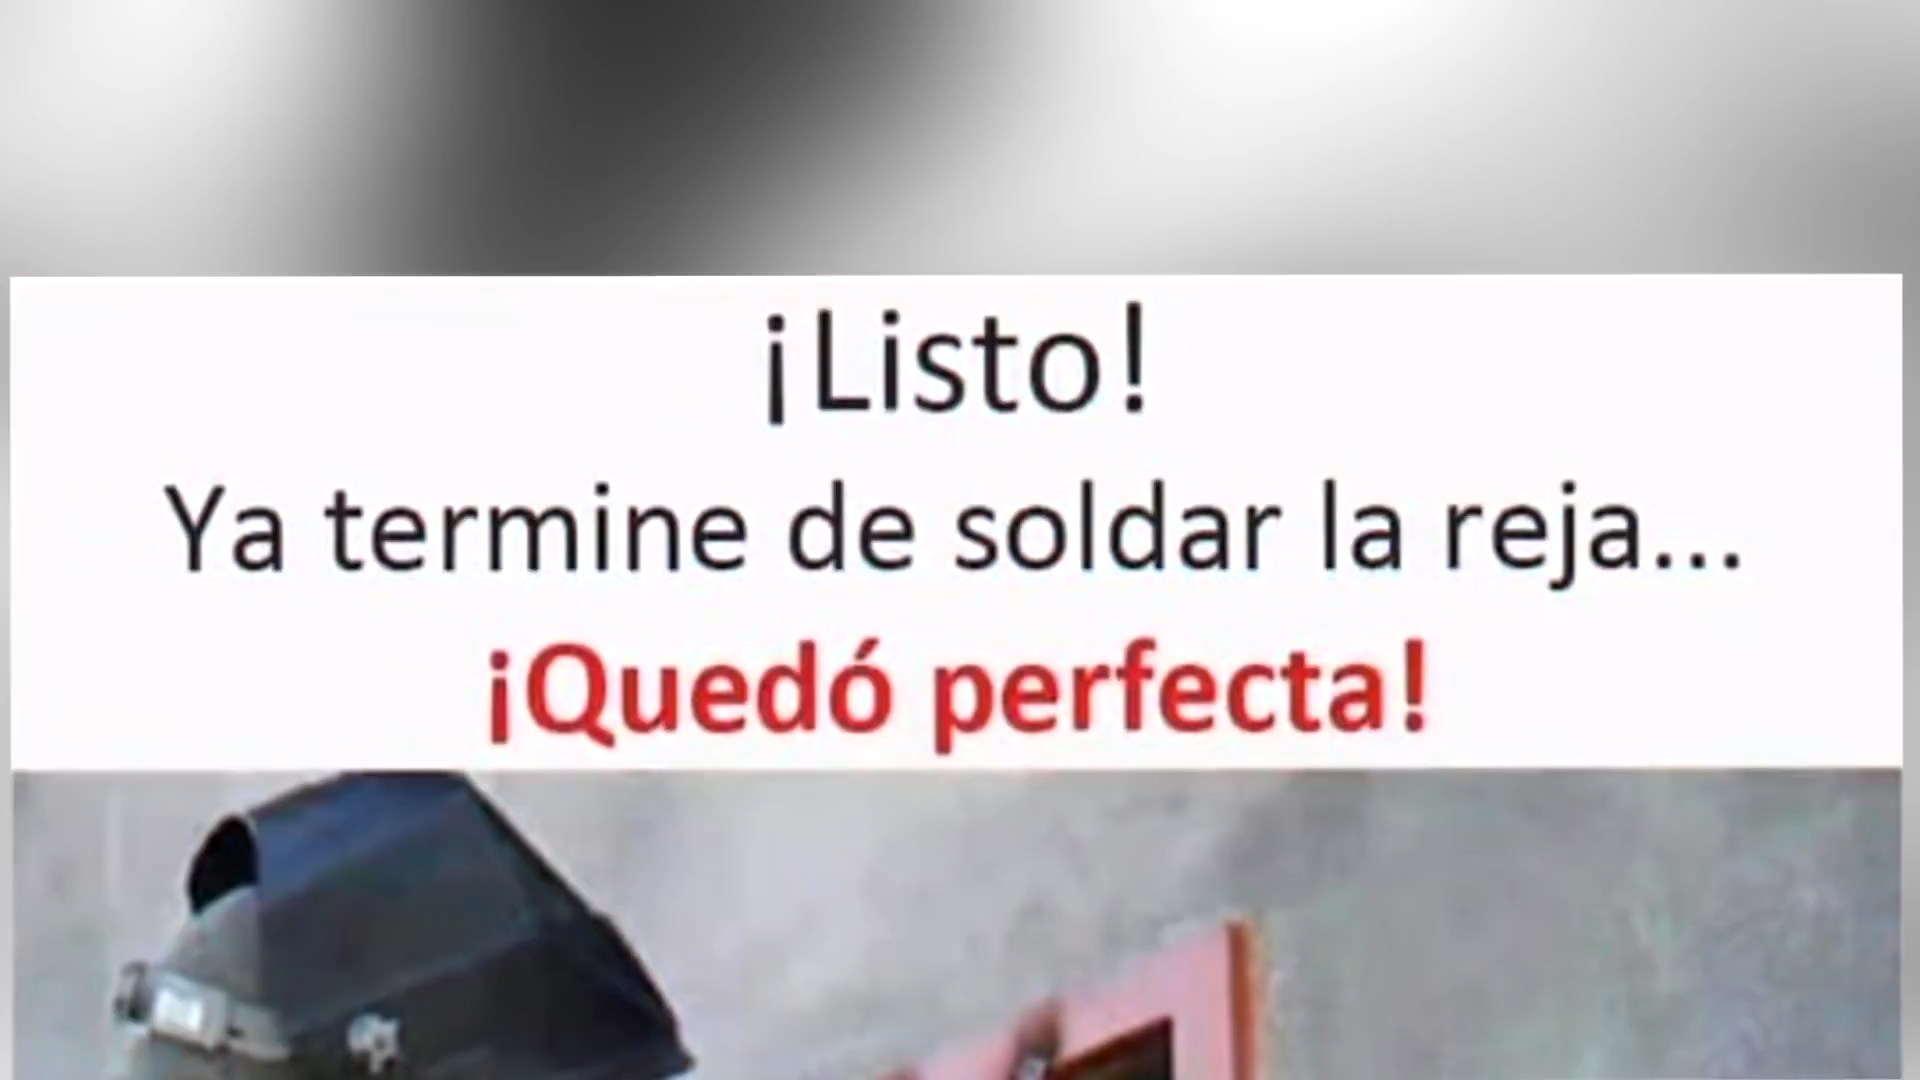 ¡Listo!
Ya termine de soldar la reja...
¡Quedó perfecta!